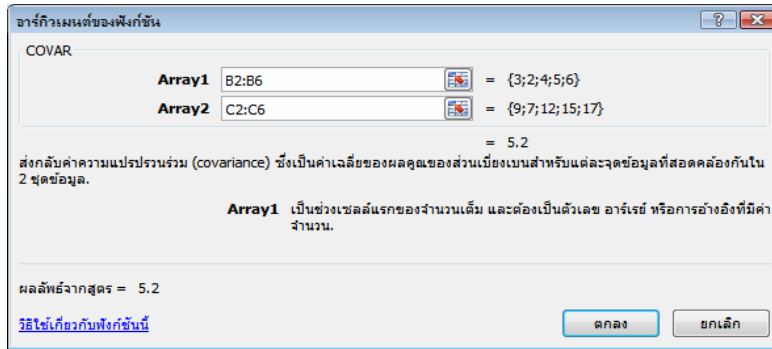 อาร์กิวเมนต์ของฟังก์ชัน
COVAR
Array1 B2:B6 = {3;2;4;5;6}
Array2 C2:C6 = {9;7;12;15;17}
= 5.2
ส่งกลับค่าความแปรปรวนร่วม (covariance) ซึ่งเป็นค่าเฉลี่ยของผลคูณของส่วนเบี่ยงเบนสำหรับแต่ละจุดข้อมูลที่สอดคล้องกันใน
2 ชุดข้อมูล.
Array1 เป็นช่วงเซลล์แรกของจำนวนเต็ม และต้องเป็นตัวเลข อาร์เรย์ หรือการอ้างอิงที่มีค่า
จำนวน.
ผลลัพธ์จากสูตร = 5.2
วิธีใช้เกี่ยวกับฟังก์ชันนี้ ตกลง ยกเลิก